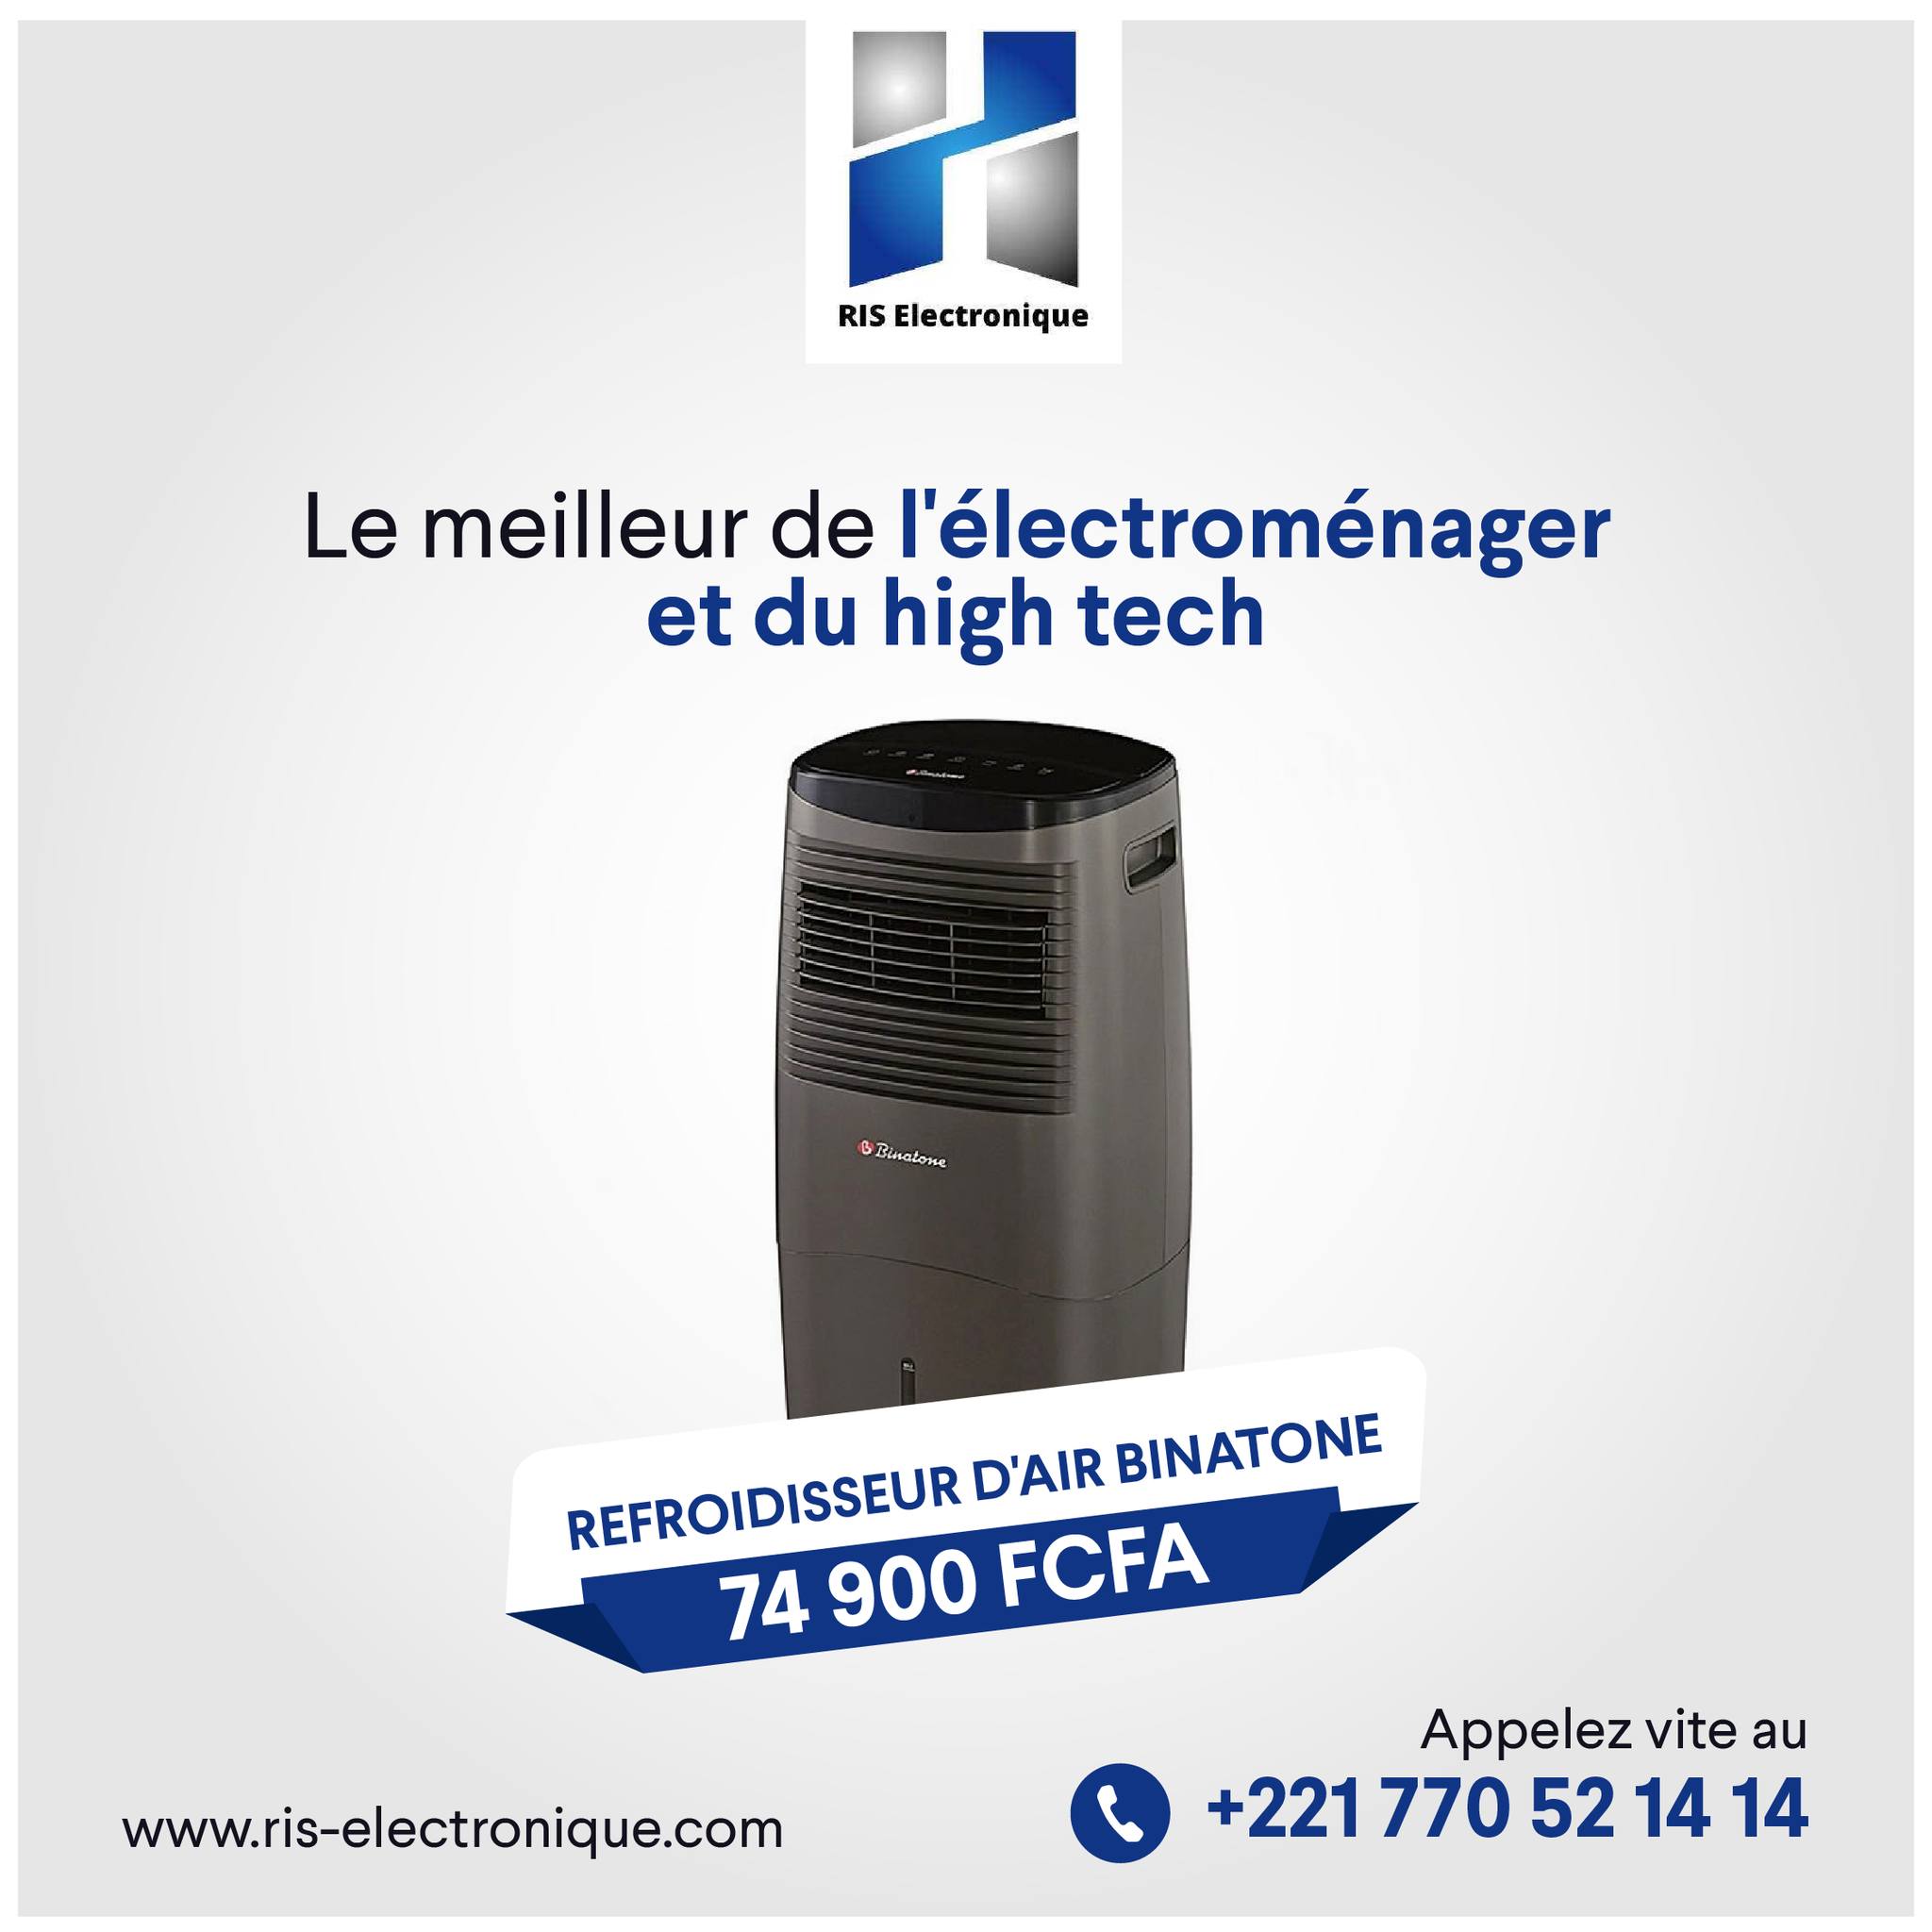 RIS Electronique
Le meilleur de l'électroménager
et du high tech
Binatone
Binatone
REFROIDISSEUR D'AIR BINATONE
74 900 FCFA
Appelez vite au
+221 770 52 14 14
www.ris-electronique.com